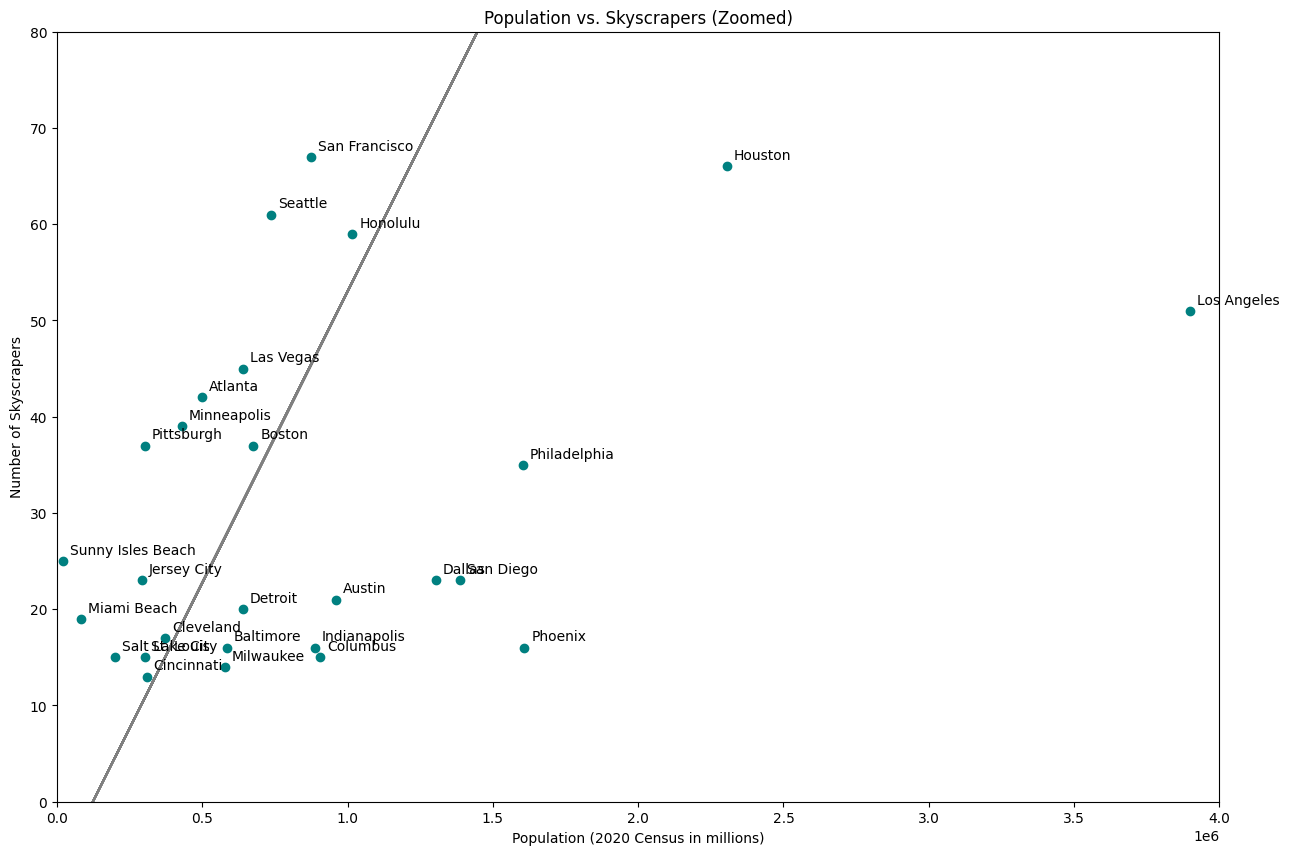 Population vs. Skyscrapers (Zoomed)
80
70
60
50
40
30
20
10
0
Number of Skyscrapers
San Francisco
Houston
Seattle
Honolulu
Los Angeles
Las Vegas
Atlanta
Minneapolis
Pittsburgh
Boston
Philadelphia
Sunny Isles Beach
Jersey City
Dallas
San Diego
Austin
Detroit
Miami Beach
Cleveland
Baltimore
Indianapolis
Phoenix
Salt Lake City
St. Louis
Columbus
Milwaukee
Cincinnati
0.0 0.5 1.0 1.5 2.0 2.5 3.0 3.5 4.0
1e6
Population (2020 Census in millions)